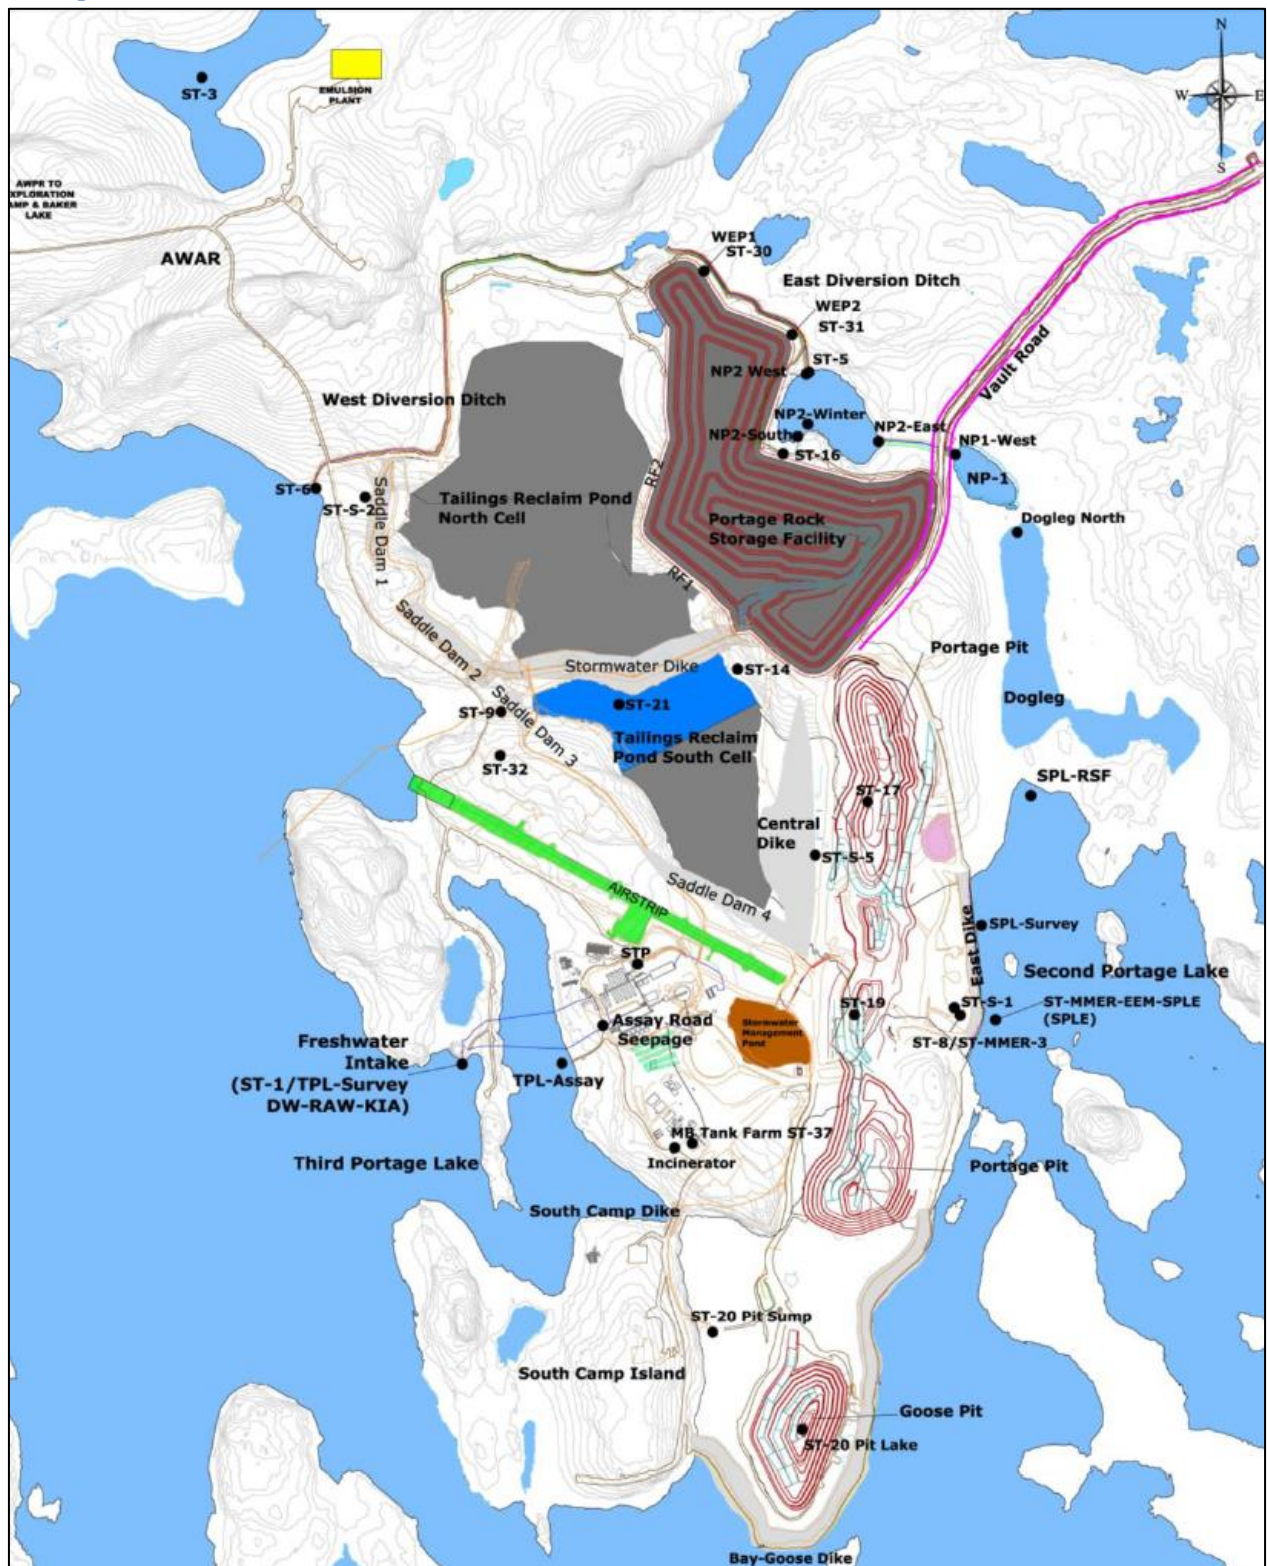 N
W
E
S
ST-3
EMULSION
PLANT
AWPR TO
XPLORATION
AMP & BAKER
LAKE
AWAR
WEP1
ST-30
East Diversion Ditch
WEP2
ST-31
ST-5
NP2 West
Vault Road
West Diversion Ditch
NP2-Winter
NP2-South
NP2-East
NP1-West
ST-16
NP-1
RF2
ST-6
ST-S-2
Saddle Dam 1
Tailings Reclaim Pond
North Cell
Portage Rock
Storage Facility
Dogleg North
RF1
Saddle Dam 2
Portage Pit
Stormwater Dike
ST-14
Dogleg
ST-9
Saddle Dam 3
ST-21
Tailings Reclaim
Pond South Cell
ST-32
SPL-RSF
ST-17
Central
Dike
ST-S-5
AIRSTRIP
Saddle Dam 4
East Dike
SPL-Survey
STP
Second Portage Lake
ST-19
ST-S-1
ST-MMER-EEM-SPLE
(SPLE)
Assay Road
Seepage
Stormwater
Management
Pond
ST-8/ST-MMER-3
Freshwater
Intake
(ST-1/TPL-Survey
DW-RAW-KIA)
TPL-Assay
MB Tank Farm ST-37
Incinerator
Third Portage Lake
Portage Pit
South Camp Dike
ST-20 Pit Sump
South Camp Island
Goose Pit
ST-20 Pit Lake
Bay-Goose Dike